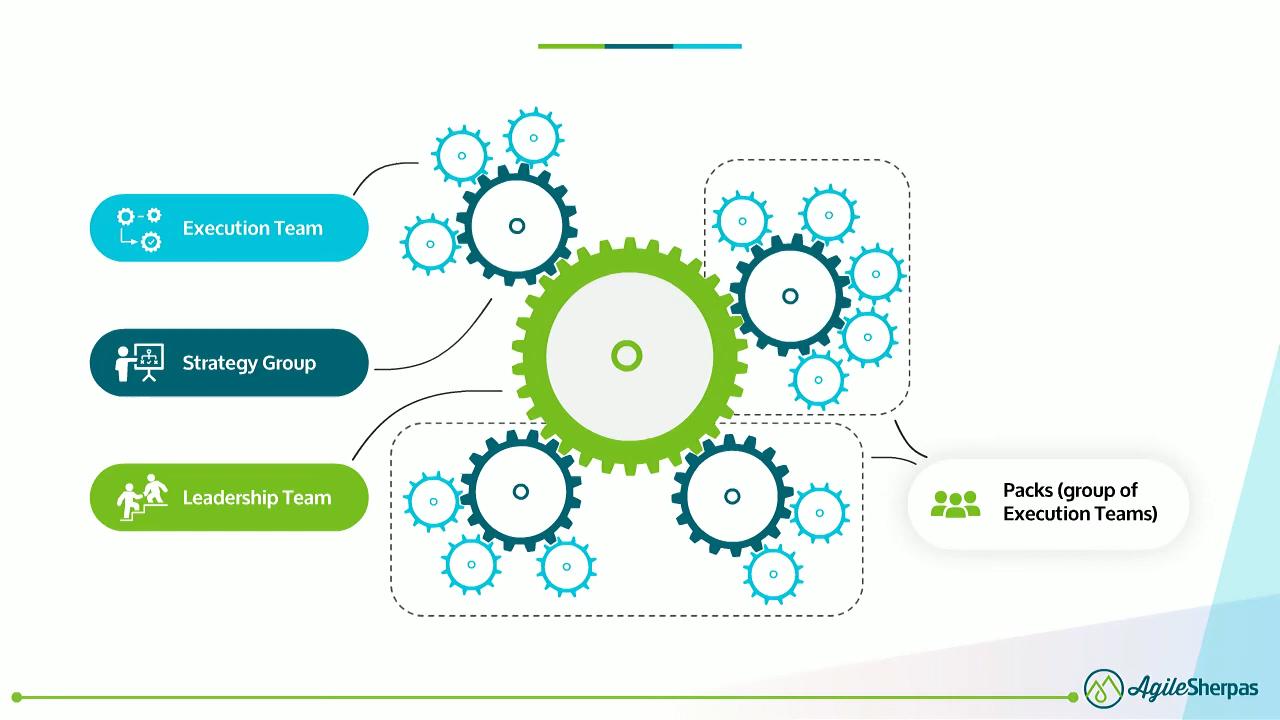 Execution Team
Strategy Group
Leadership Team
Packs (group of
Execution Teams)
AgileSherpas